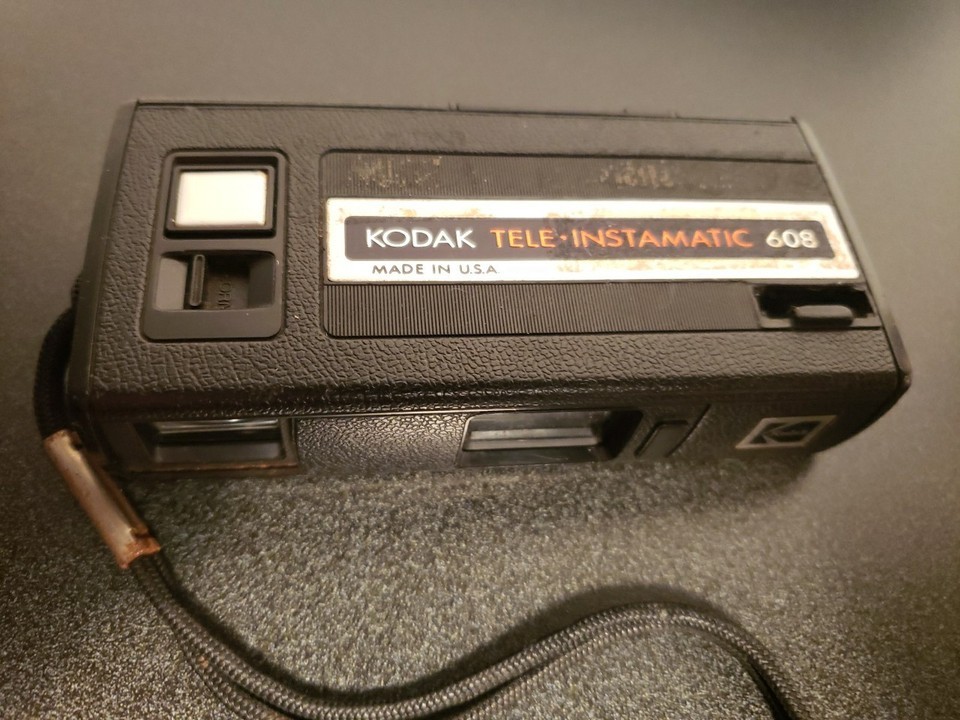 KODAK TELE•INSTAMATIC 608
MADE IN U.S.A.